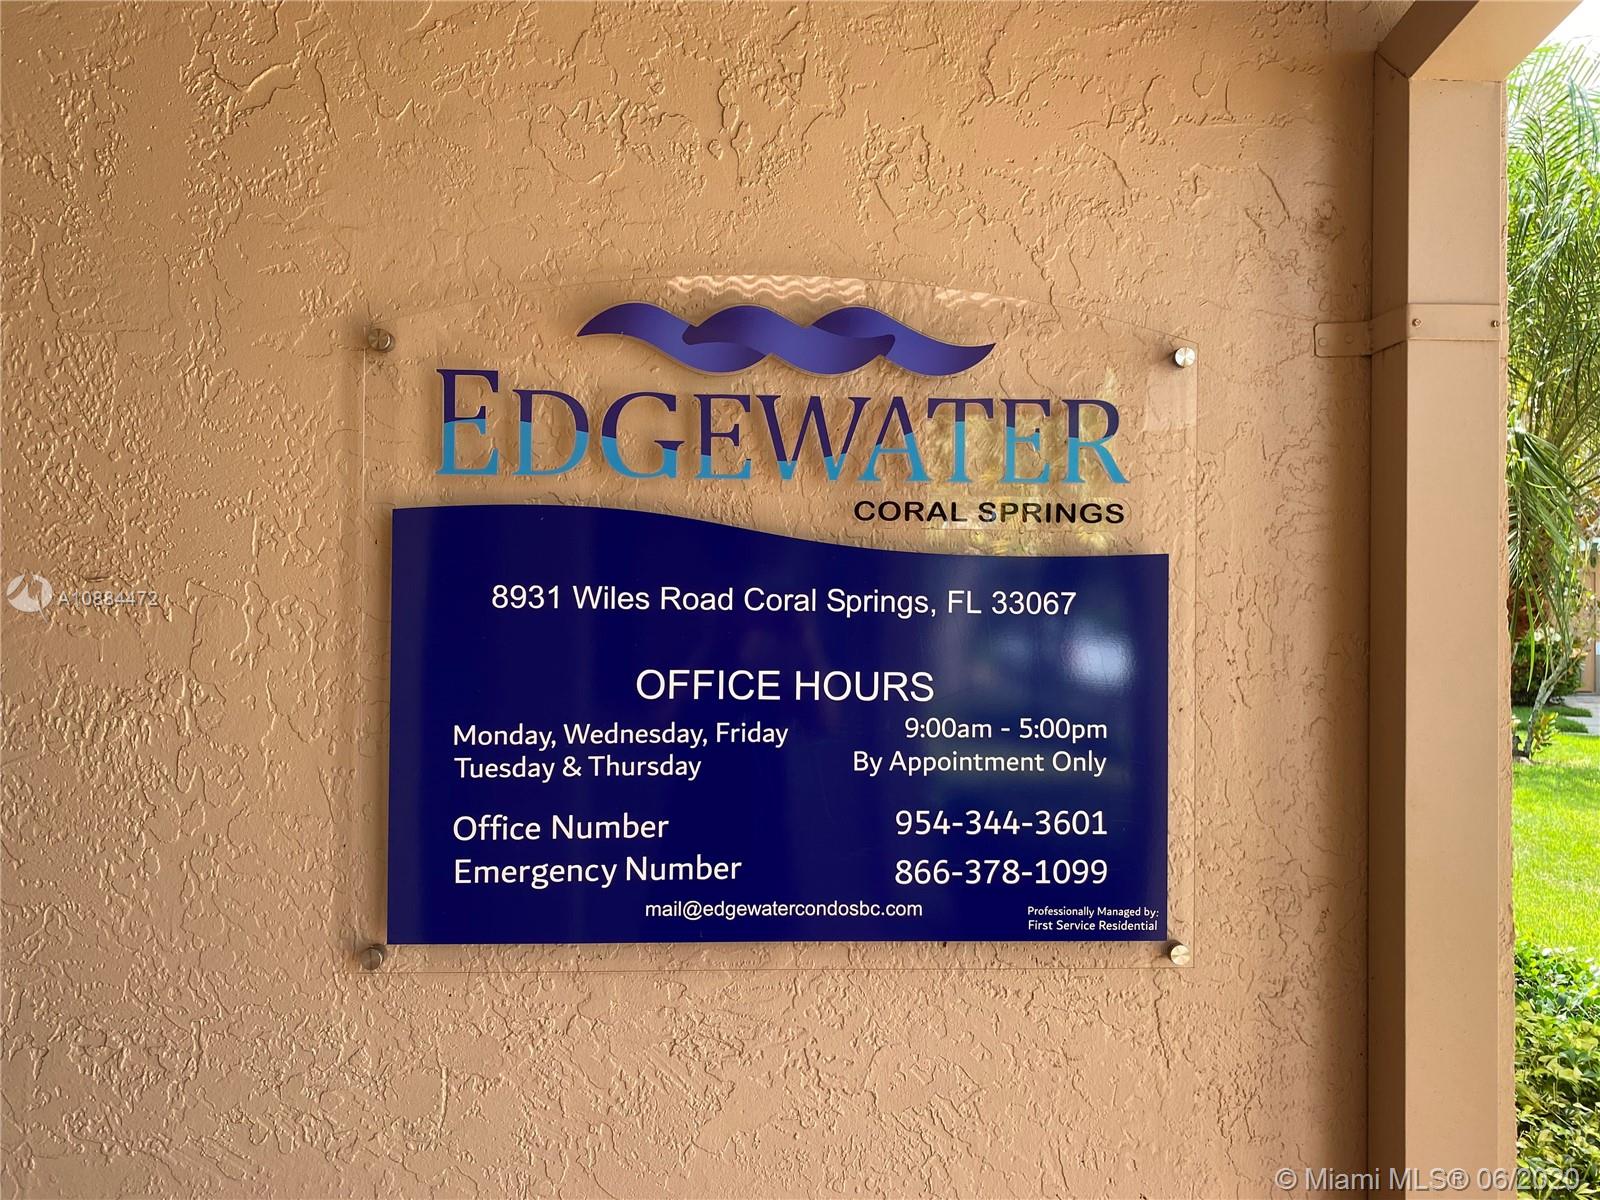 EDGEWATER
CORAL SPRINGS
8931 Wiles Road Coral Springs, FL 33067
OFFICE HOURS
Monday, Wednesday, Friday 9:00am - 5:00pm
Tuesday & Thursday By Appointment Only
Office Number 954-344-3601
Emergency Number 866-378-1099
mail@edgewatercondosbc.com
Professionally Managed by:
First Service Residential
A10884472
© Miami MLS® 06/2020